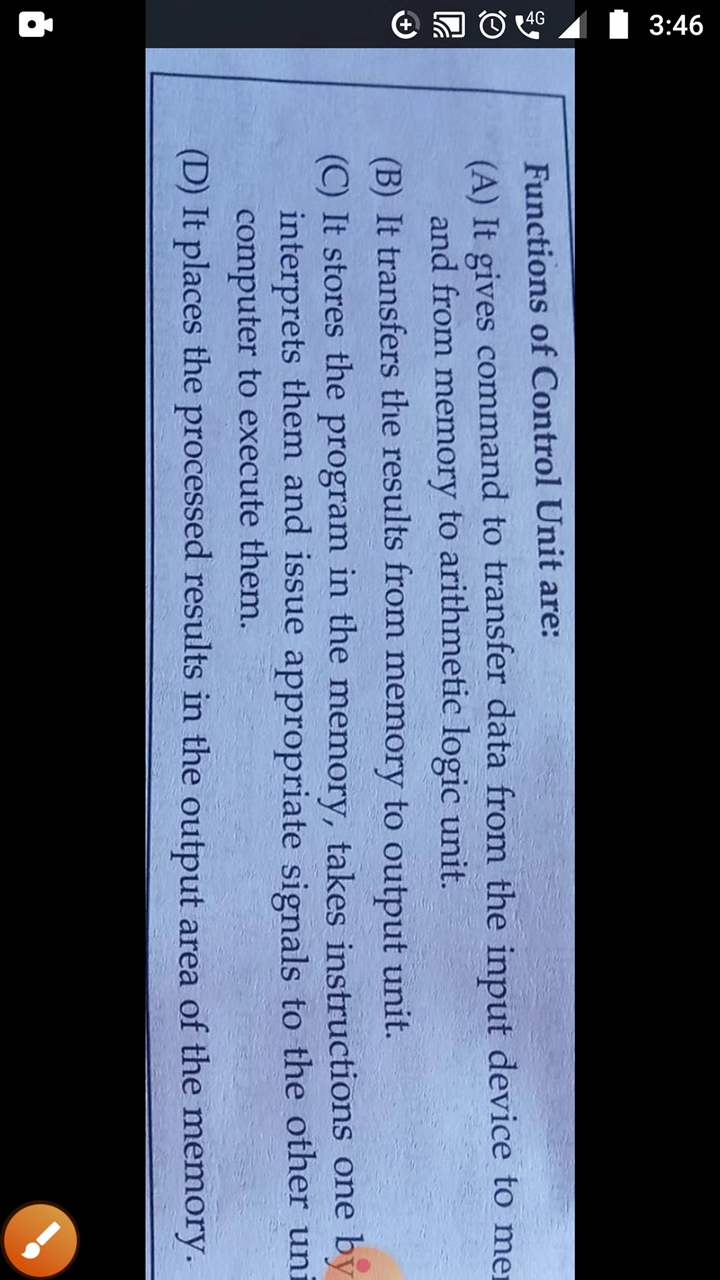 4G 3:46
Functions of Control Unit are:
(A) It gives command to transfer data from the input device to
and from memory to arithmetic logic unit.
(B) It transfers the results from memory to output unit.
(C) It stores the program in the memory, takes instructions one by
interprets them and issue appropriate signals to the other
computer to execute them.
(D) It places the processed results in the output area of the memory.